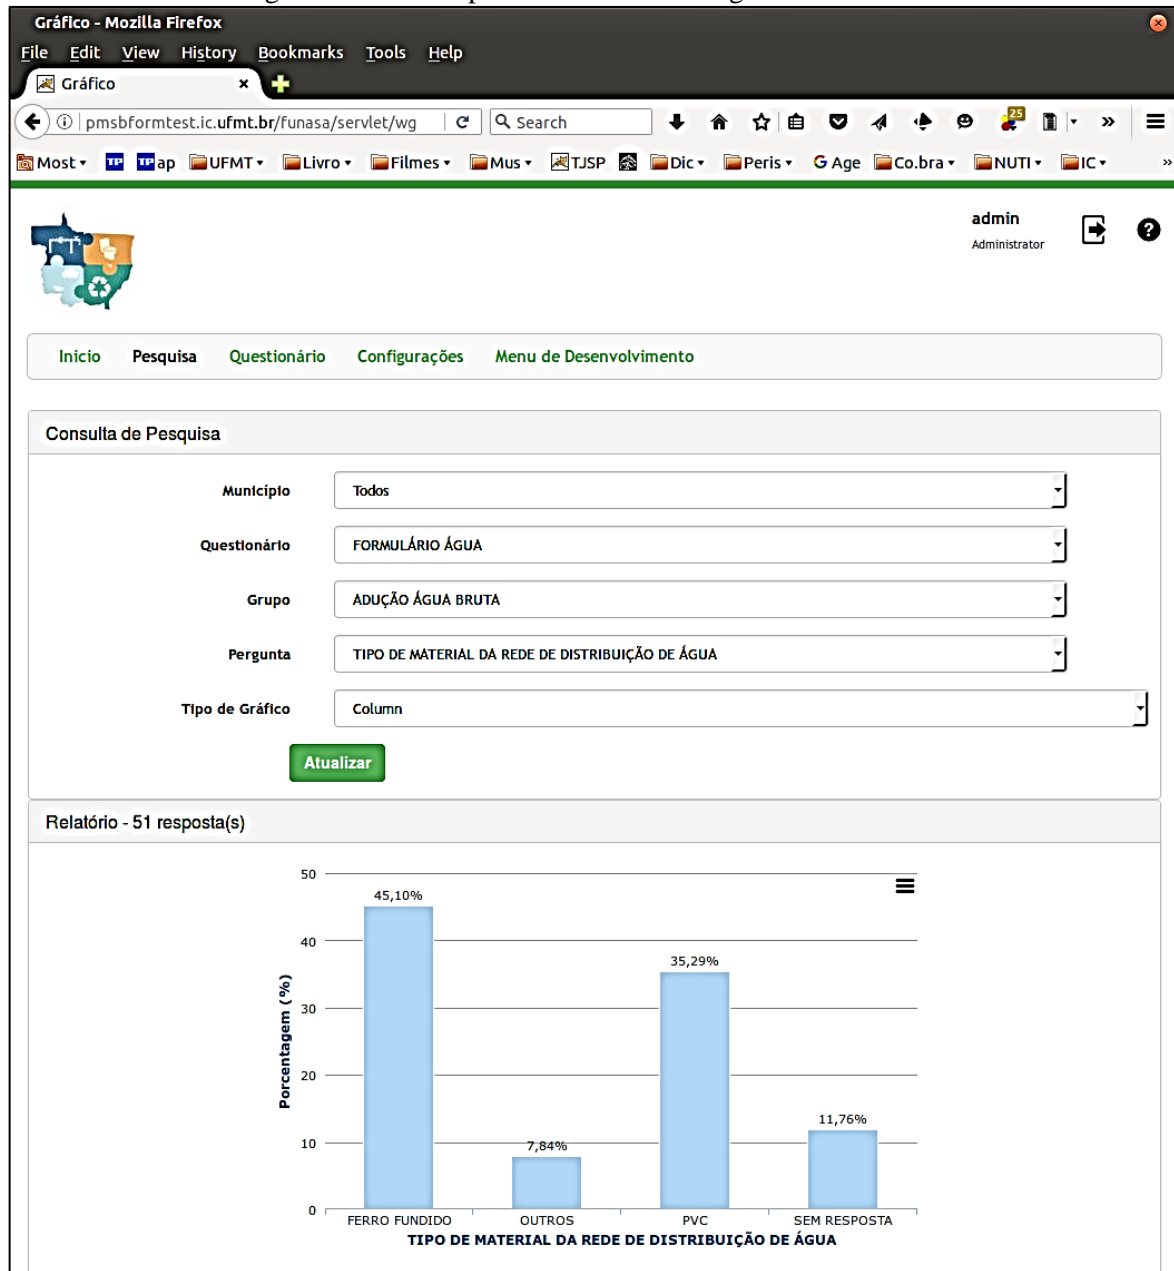 Gráfico - Mozilla Firefox
File Edit View History Bookmarks Tools Help
Gráfico
pmsbformtest.ic.ufmt.br/funasa/servlet/wg Search 25
Most TP TP ap UFMT Livro Filmes Mus TJSP Dic Peris G Age Co.bra NUTI IC »
admin
Administrator
Inicio Pesquisa Questionário Configurações Menu de Desenvolvimento
Consulta de Pesquisa
Município Todos
Questionário FORMULÁRIO ÁGUA
Grupo ADUÇÃO ÁGUA BRUTA
Pergunta TIPO DE MATERIAL DA REDE DE DISTRIBUIÇÃO DE ÁGUA
Tipo de Gráfico Column
Atualizar
Relatório - 51 resposta(s)
50
45,10%
40
35,29%
30
Porcentagem (%)
20
11,76%
10
7,84%
0
FERRO FUNDIDO OUTROS PVC SEM RESPOSTA
TIPO DE MATERIAL DA REDE DE DISTRIBUIÇÃO DE ÁGUA